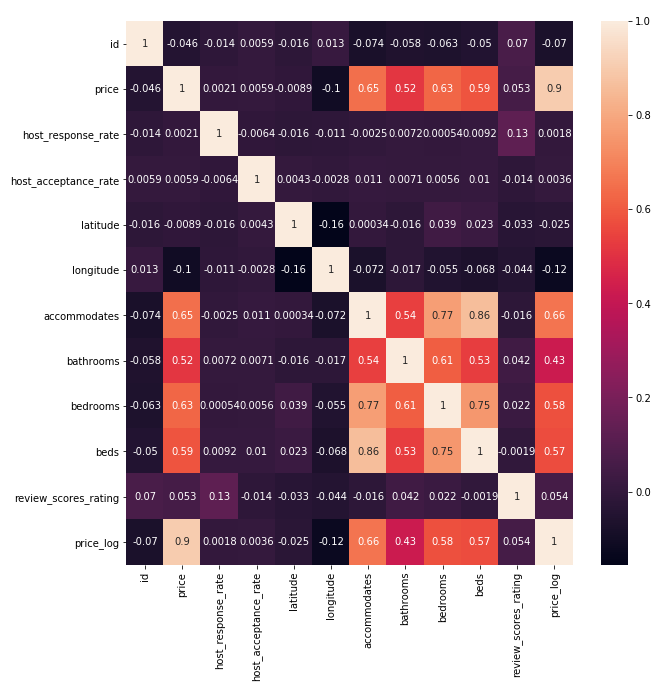 id 1 -0.046 -0.014 0.0059 -0.016 0.013 -0.074 -0.058 -0.063 -0.05 0.07 -0.07
price -0.046 1 0.0021 0.0059 -0.0089 -0.1 0.65 0.52 0.63 0.59 0.053 0.9
host_response_rate -0.014 0.0021 1 -0.0064 -0.016 -0.011 -0.0025 0.0072 0.00054 0.0092 0.13 0.0018
host_acceptance_rate 0.0059 0.0059 -0.0064 1 0.0043 -0.0028 0.011 0.0071 0.0056 0.01 -0.014 0.0036
latitude -0.016 -0.0089 -0.016 0.0043 1 -0.16 0.00034 -0.016 0.039 0.023 -0.033 -0.025
longitude 0.013 -0.1 -0.011 -0.0028 -0.16 1 -0.072 -0.017 -0.055 -0.068 -0.044 -0.12
accommodates -0.074 0.65 -0.0025 0.011 0.00034 -0.072 1 0.54 0.77 0.86 -0.016 0.66
bathrooms -0.058 0.52 0.0072 0.0071 -0.016 -0.017 0.54 1 0.61 0.53 0.042 0.43
bedrooms -0.063 0.63 0.00054 0.0056 0.039 -0.055 0.77 0.61 1 0.75 0.022 0.58
beds -0.05 0.59 0.0092 0.01 0.023 -0.068 0.86 0.53 0.75 1 -0.0019 0.57
review_scores_rating 0.07 0.053 0.13 -0.014 -0.033 -0.044 -0.016 0.042 0.022 -0.0019 1 0.054
price_log -0.07 0.9 0.0018 0.0036 -0.025 -0.12 0.66 0.43 0.58 0.57 0.054 1
id
price
host_response_rate
host_acceptance_rate
latitude
longitude
accommodates
bathrooms
bedrooms
beds
review_scores_rating
price_log
1.0
0.8
0.6
0.4
0.2
0.0